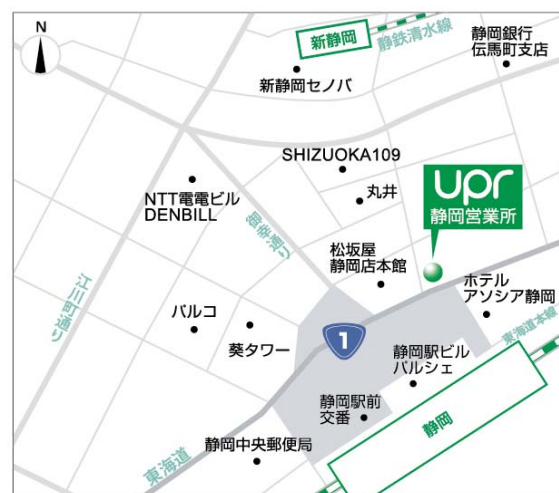 N
新静岡
静鉄清水線
静岡銀行
伝馬町支店
新静岡セノバ
SHIZUOKA109
丸井
upr
静岡営業所
NTT電電ビル
DENBILL
御幸通り
松坂屋
静岡店本館
ホテル
アソシア静岡
江川町通り
パルコ
葵タワー
1
東海道本線
静岡駅ビル
パルシェ
静岡駅前
交番
静岡
東海道
静岡中央郵便局